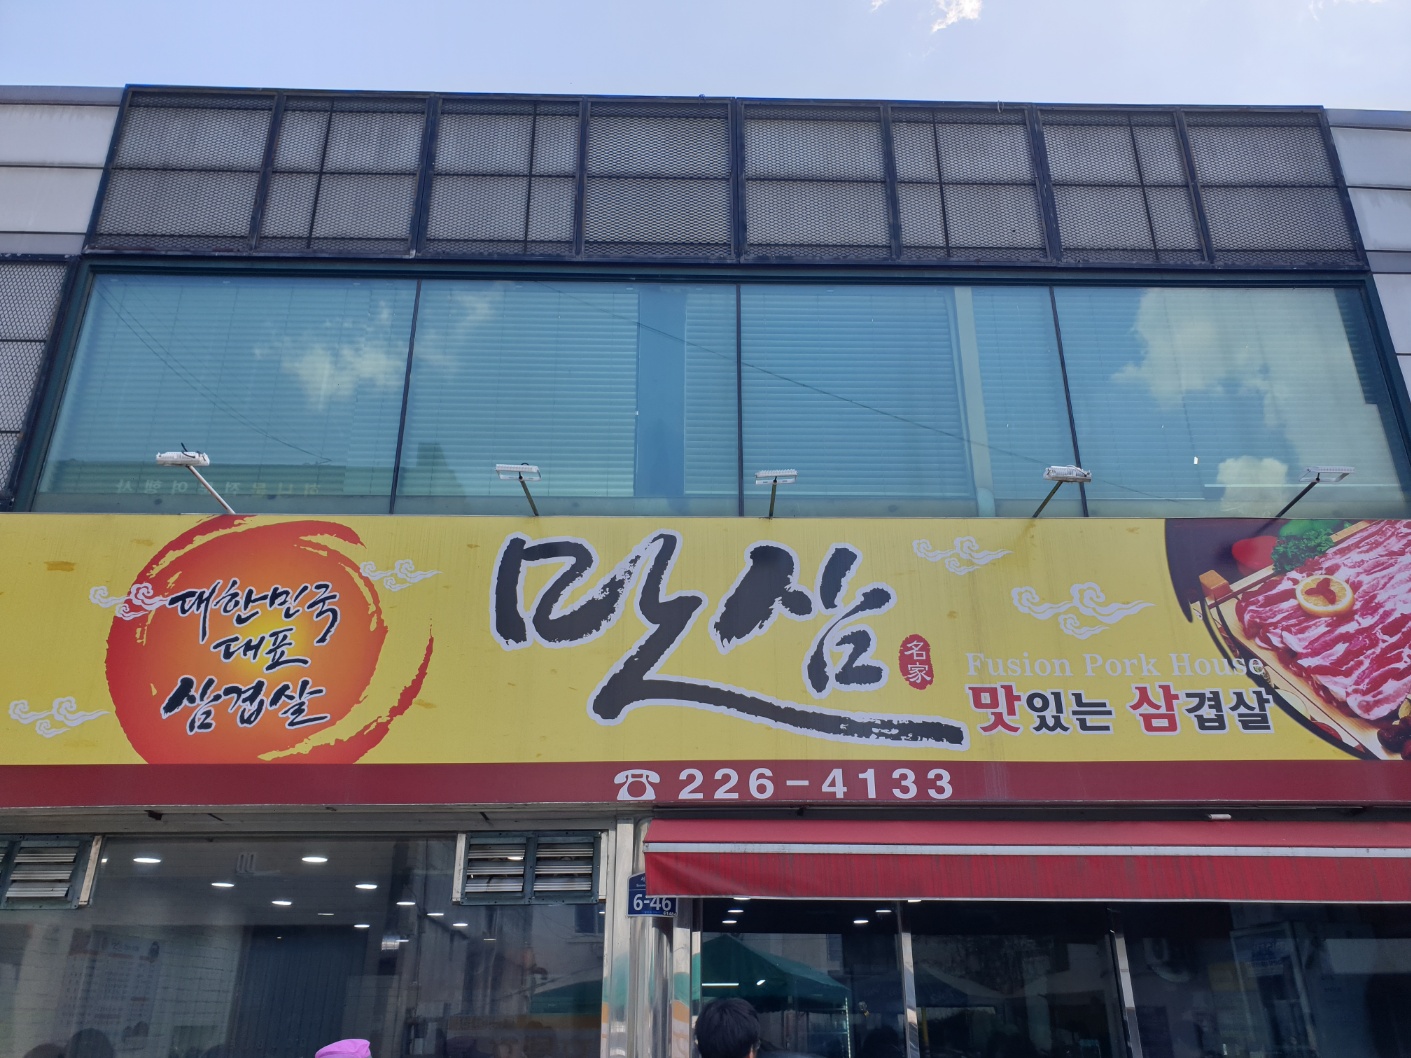 대한민국
대표
삼겹살
맛삼
名家
Fusion Pork House
맛있는 삼겹살
226-4133
6-46